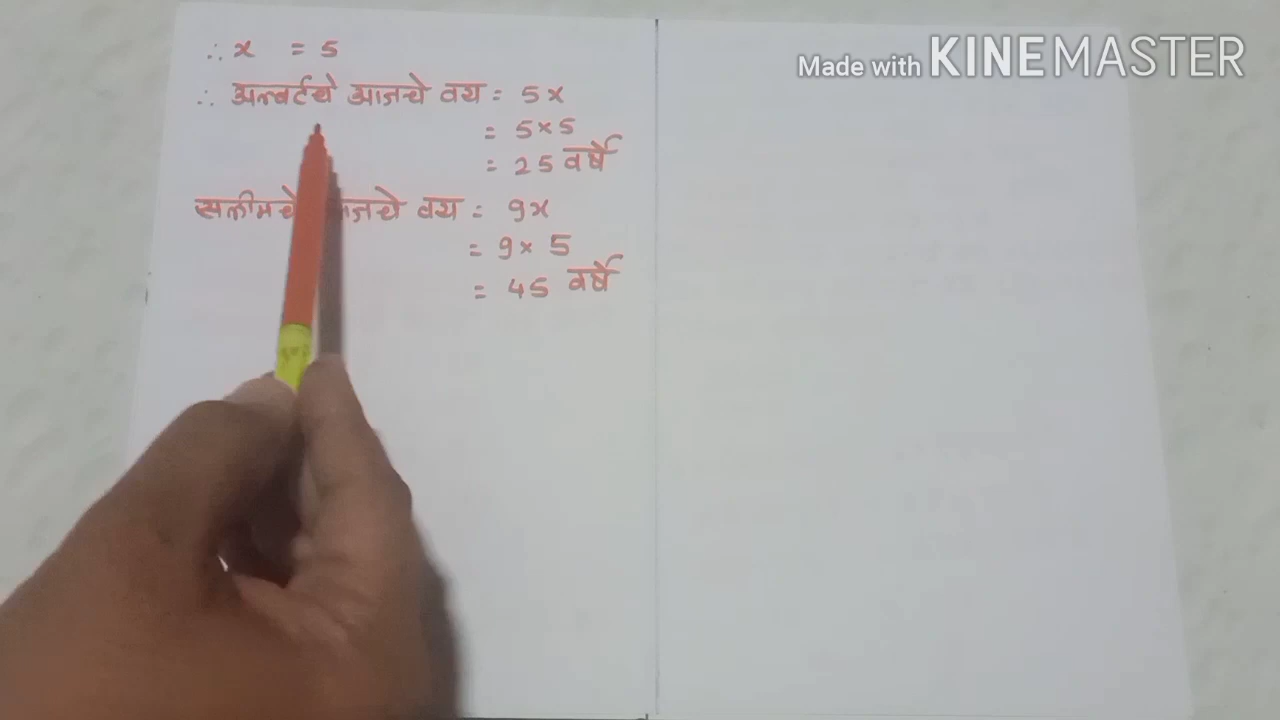 Made with KINEMASTER
∴ x = 5
∴ अल्बर्टचे आजचे वय = 5x
= 5×5
= 25 वर्षे
सलीमचे आजचे वय = 9x
= 9 × 5
= 45 वर्षे